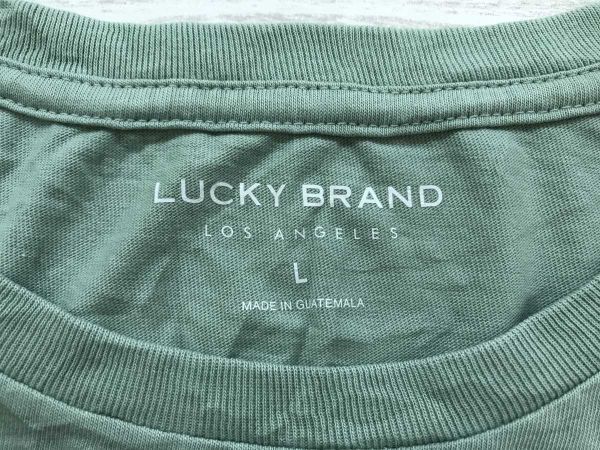 LUCKY BRAND
LOS ANGELES
L
MADE IN GUATEMALA